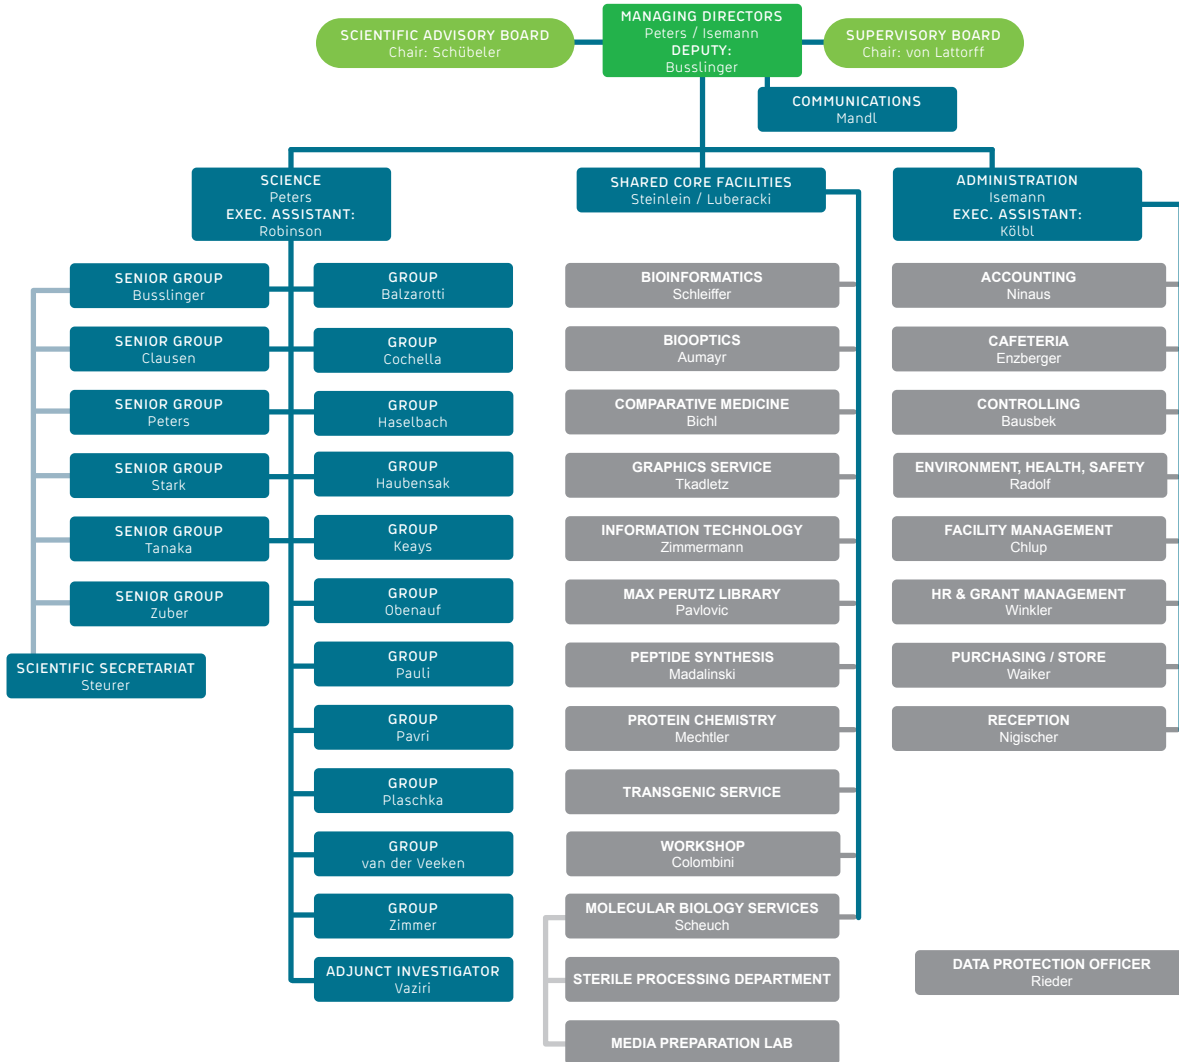 SCIENTIFIC ADVISORY BOARD
Chair: Schübeler
MANAGING DIRECTORS
Peters / Isemann
DEPUTY:
Busslinger
SUPERVISORY BOARD
Chair: von Lattorff
COMMUNICATIONS
Mandl
SCIENCE
Peters
EXEC. ASSISTANT:
Robinson
SHARED CORE FACILITIES
Steinlein / Luberacki
ADMINISTRATION
Isemann
EXEC. ASSISTANT:
Kölbl
SENIOR GROUP
Busslinger
SENIOR GROUP
Clausen
SENIOR GROUP
Peters
SENIOR GROUP
Stark
SENIOR GROUP
Tanaka
SENIOR GROUP
Zuber
SCIENTIFIC SECRETARIAT
Steurer
GROUP
Balzarotti
GROUP
Cochella
GROUP
Haselbach
GROUP
Haubensak
GROUP
Keays
GROUP
Obenauf
GROUP
Pauli
GROUP
Pavri
GROUP
Plaschka
GROUP
van der Veeken
GROUP
Zimmer
ADJUNCT INVESTIGATOR
Vaziri
BIOINFORMATICS
Schleiffer
BIOOPTICS
Aumayr
COMPARATIVE MEDICINE
Bichl
GRAPHICS SERVICE
Tkadletz
INFORMATION TECHNOLOGY
Zimmermann
MAX PERUTZ LIBRARY
Pavlovic
PEPTIDE SYNTHESIS
Madalinski
PROTEIN CHEMISTRY
Mechtler
TRANSGENIC SERVICE
WORKSHOP
Colombini
MOLECULAR BIOLOGY SERVICES
Scheuch
STERILE PROCESSING DEPARTMENT
MEDIA PREPARATION LAB
ACCOUNTING
Ninaus
CAFETERIA
Enzberger
CONTROLLING
Bausbek
ENVIRONMENT, HEALTH, SAFETY
Radolf
FACILITY MANAGEMENT
Chlup
HR & GRANT MANAGEMENT
Winkler
PURCHASING / STORE
Waiker
RECEPTION
Nigischer
DATA PROTECTION OFFICER
Rieder